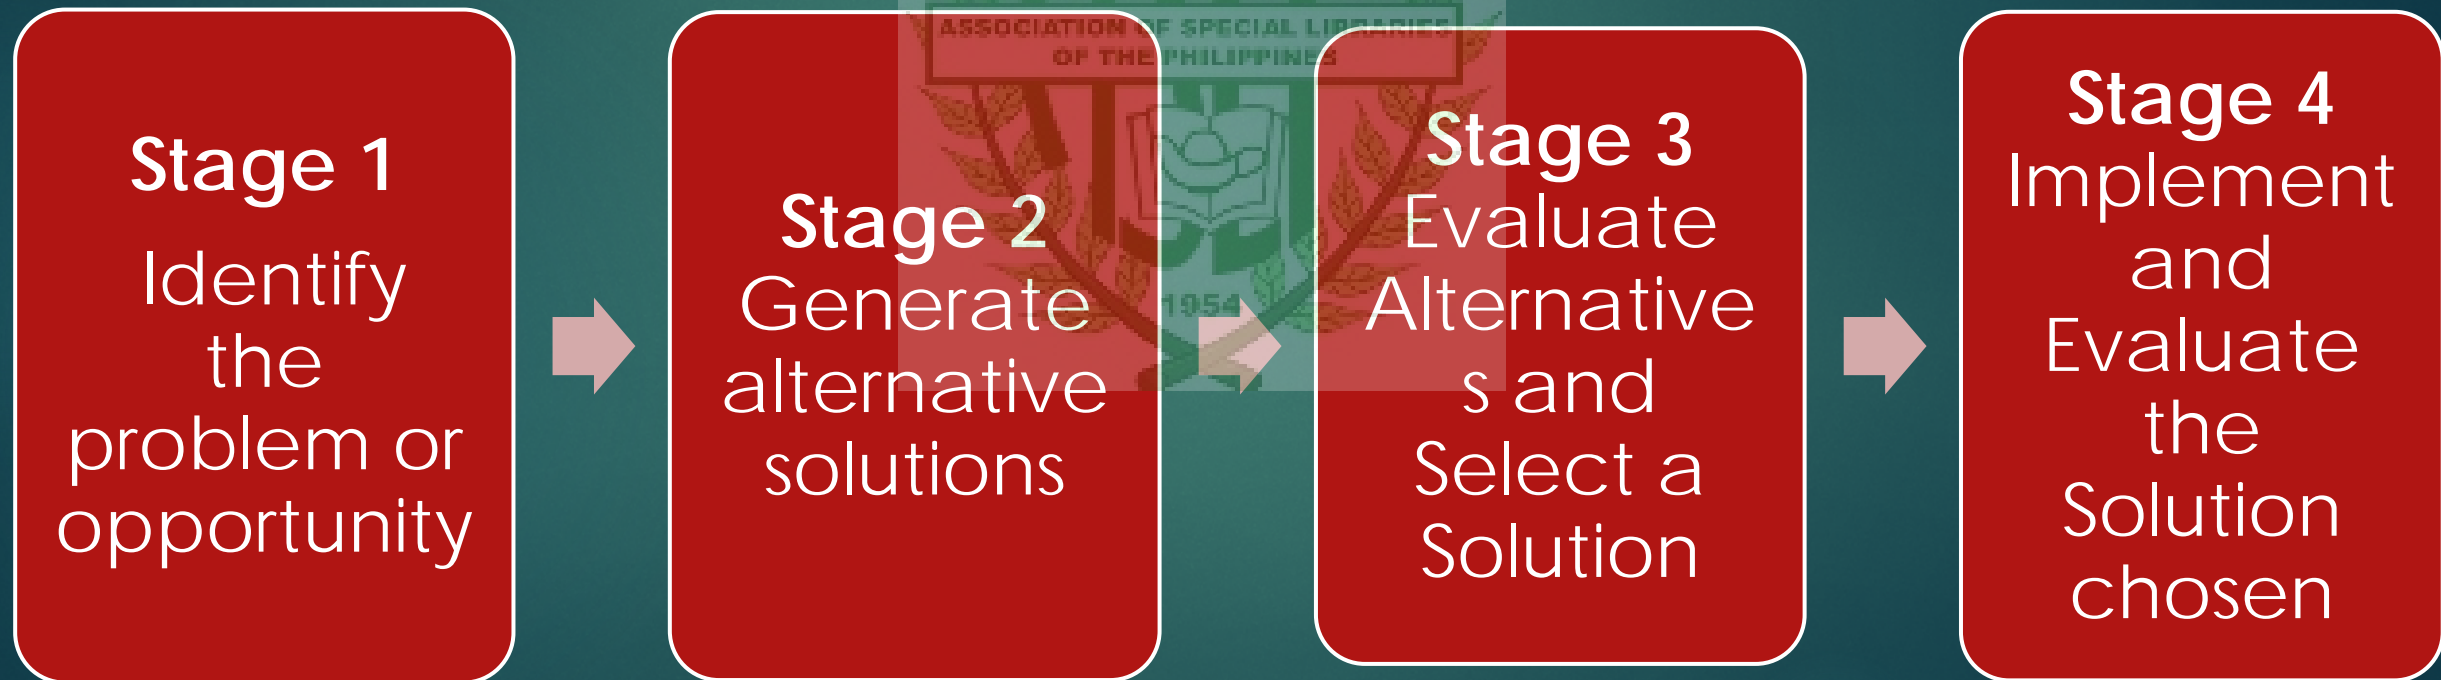 ASSOCIATION OF SPECIAL LIBRARIES
OF THE PHILIPPINES
1954
Stage 1
Identify
the
problem or
opportunity
Stage 2
Generate
alternative
solutions
Stage 3
Evaluate
Alternative
s and
Select a
Solution
Stage 4
Implement
and
Evaluate
the
Solution
chosen